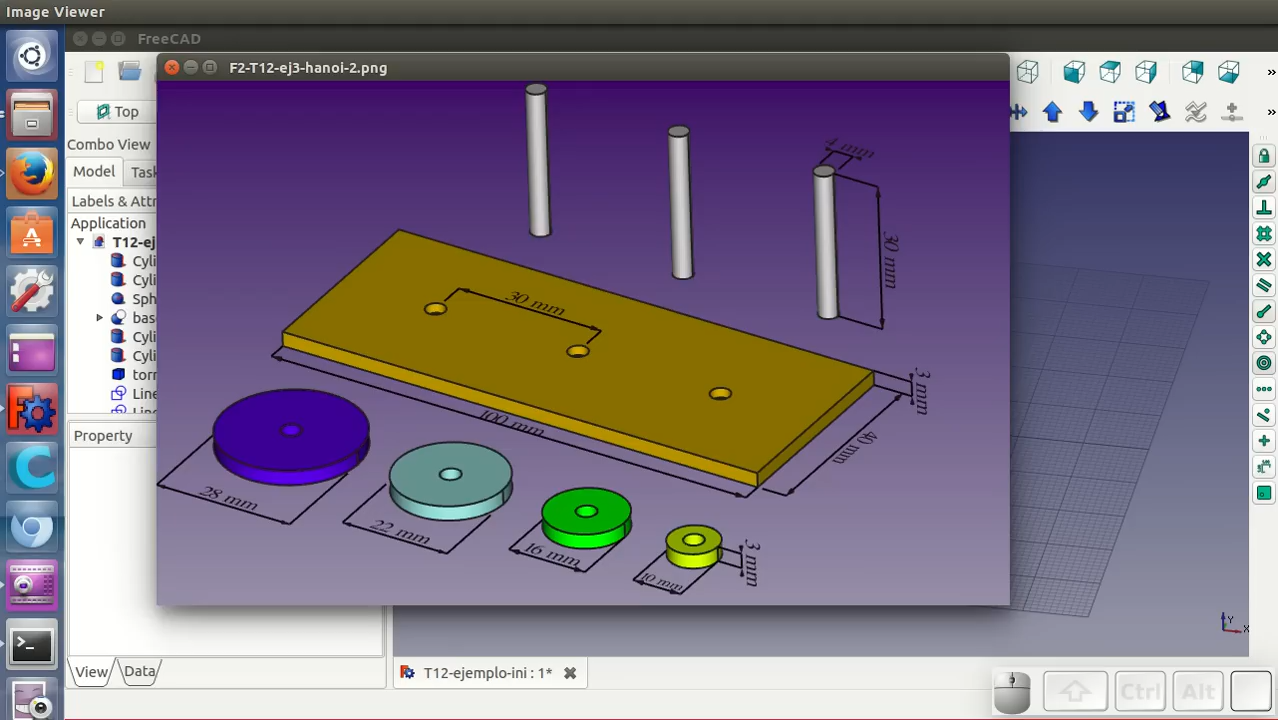 Image Viewer
FreeCAD
F2-T12-ej3-hanoi-2.png
»
Top
»
Combo View
Model
Task
Labels & Attr
Application
T12-ej
Cyli
Cyli
Sph
bas
Cyli
Cyli
torr
Line
Property
4 mm
30 mm
30 mm
3 mm
100 mm
40 mm
28 mm
22 mm
16 mm
10 mm
3 mm
Y
X
View
Data
T12-ejemplo-ini : 1*
Ctrl
Alt